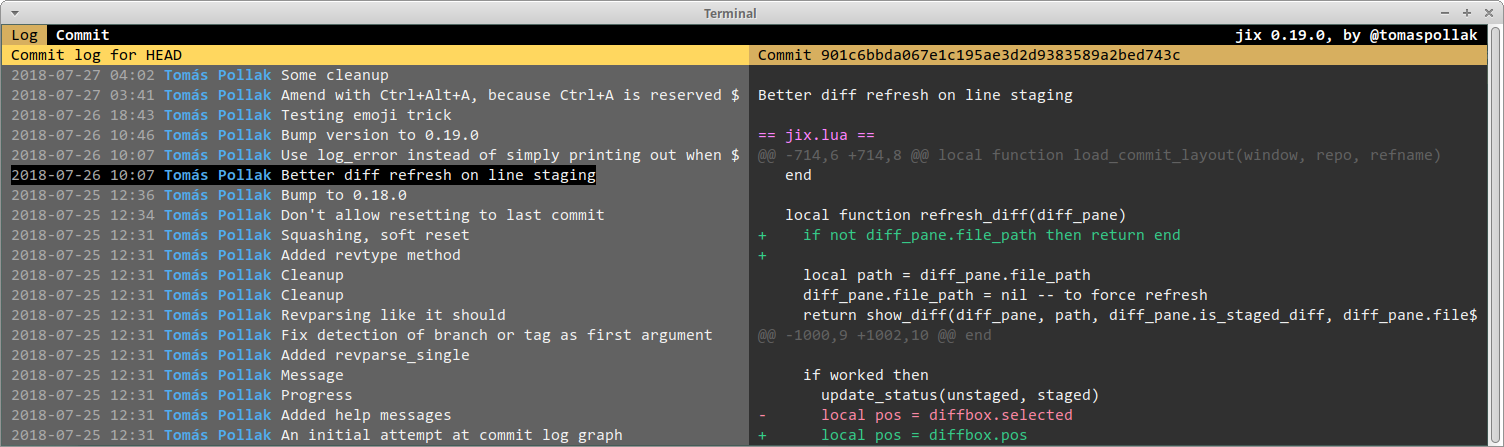 Terminal
Log Commit jix 0.19.0, by @tomaspollak
Commit log for HEAD
2018-07-27 04:02 Tomás Pollak Some cleanup
2018-07-27 03:41 Tomás Pollak Amend with Ctrl+Alt+A, because Ctrl+A is reserved $
2018-07-26 18:43 Tomás Pollak Testing emoji trick
2018-07-26 10:46 Tomás Pollak Bump version to 0.19.0
2018-07-26 10:07 Tomás Pollak Use log_error instead of simply printing out when $
2018-07-26 10:07 Tomás Pollak Better diff refresh on line staging
2018-07-25 12:36 Tomás Pollak Bump to 0.18.0
2018-07-25 12:34 Tomás Pollak Don't allow resetting to last commit
2018-07-25 12:31 Tomás Pollak Squashing, soft reset
2018-07-25 12:31 Tomás Pollak Added revtype method
2018-07-25 12:31 Tomás Pollak Cleanup
2018-07-25 12:31 Tomás Pollak Cleanup
2018-07-25 12:31 Tomás Pollak Revparsing like it should
2018-07-25 12:31 Tomás Pollak Fix detection of branch or tag as first argument
2018-07-25 12:31 Tomás Pollak Added revparse_single
2018-07-25 12:31 Tomás Pollak Message
2018-07-25 12:31 Tomás Pollak Progress
2018-07-25 12:31 Tomás Pollak Added help messages
2018-07-25 12:31 Tomás Pollak An initial attempt at commit log graph
Commit 901c6bbda067e1c195ae3d2d9383589a2bed743c
Better diff refresh on line staging
== jix.lua ==
@@ -714,6 +714,8 @@ local function load_commit_layout(window, repo, refname)
   end
   local function refresh_diff(diff_pane)
+    if not diff_pane.file_path then return end
+
     local path = diff_pane.file_path
     diff_pane.file_path = nil -- to force refresh
     return show_diff(diff_pane, path, diff_pane.is_staged_diff, diff_pane.file$
@@ -1000,9 +1002,10 @@ end
     if worked then
       update_status(unstaged, staged)
-      local pos = diffbox.selected
+      local pos = diffbox.pos